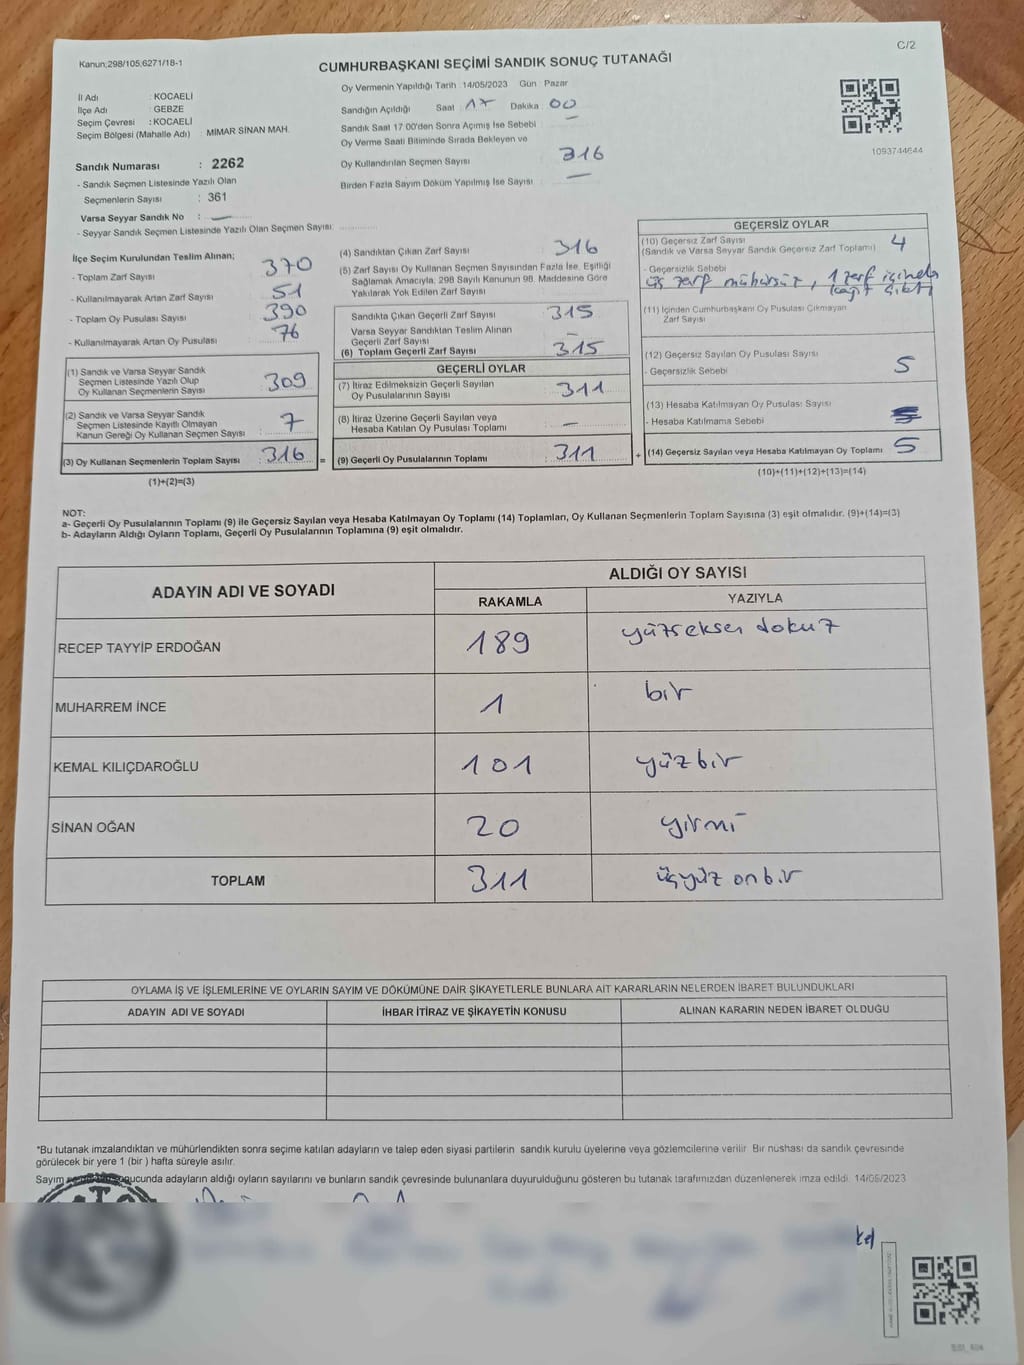 C/2
Kanun;298/105;6271/18-1
CUMHURBAŞKANI SEÇİMİ SANDIK SONUÇ TUTANAĞI
İl Adı : KOCAELİ
İlçe Adı : GEBZE
Seçim Çevresi : KOCAELİ
Seçim Bölgesi (Mahalle Adı) : MİMAR SİNAN MAH.
Sandık Numarası : 2262
- Sandık Seçmen Listesinde Yazılı Olan
Seçmenlerin Sayısı : 361
Varsa Seyyar Sandık No : —
- Seyyar Sandık Seçmen Listesinde Yazılı Olan Seçmen Sayısı:
Oy Vermenin Yapıldığı Tarih :14/05/2023 Gün : Pazar
Sandığın Açıldığı Saat : 17 Dakika : 00
Sandık Saat 17:00'den Sonra Açımış İse Sebebi : —
Oy Verme Saati Bitiminde Sırada Bekleyen ve
Oy Kullandırılan Seçmen Sayısı : 316
Birden Fazla Sayım Döküm Yapılmış İse Sayısı : —
1093744644
İlçe Seçim Kurulundan Teslim Alınan;
- Toplam Zarf Sayısı : 370
- Kullanılmayarak Artan Zarf Sayısı : 51
- Toplam Oy Pusulası Sayısı : 390
- Kullanılmayarak Artan Oy Pusulası : 76
(1) Sandık ve Varsa Seyyar Sandık
Seçmen Listesinde Yazılı Olup
Oy Kullanan Seçmenlerin Sayısı : 309
(2) Sandık ve Varsa Seyyar Sandık
Seçmen Listesinde Kayıtlı Olmayan
Kanun Gereği Oy Kullanan Seçmen Sayısı : 7
(3) Oy Kullanan Seçmenlerin Toplam Sayısı : 316 =
(1)+(2)=(3)
(4) Sandıktan Çıkan Zarf Sayısı : 316
(5) Zarf Sayısı Oy Kullanan Seçmen Sayısından Fazla İse, Eşitliği
Sağlamak Amacıyla, 298 Sayılı Kanunun 98. Maddesine Göre
Yakılarak Yok Edilen Zarf Sayısı :
Sandıkta Çıkan Geçerli Zarf Sayısı : 315
Varsa Seyyar Sandıktan Teslim Alınan
Geçerli Zarf Sayısı : —
(6) Toplam Geçerli Zarf Sayısı : 315
GEÇERLİ OYLAR
(7) İtiraz Edilmeksizin Geçerli Sayılan
Oy Pusulalarının Sayısı : 311
(8) İtiraz Üzerine Geçerli Sayılan veya
Hesaba Katılan Oy Pusulası Toplamı : —
(9) Geçerli Oy Pusulalarının Toplamı : 311 +
GEÇERSİZ OYLAR
(10) Geçersiz Zarf Sayısı
(Sandık ve Varsa Seyyar Sandık Geçersiz Zarf Toplamı) : 4
- Geçersizlik Sebebi
üç zarf mühürsüz, 1 zarf içinde
kağıt çıktı
(11) İçinden Cumhurbaşkanı Oy Pusulası Çıkmayan
Zarf Sayısı :
(12) Geçersiz Sayılan Oy Pusulası Sayısı : 5
- Geçersizlik Sebebi
(13) Hesaba Katılmayan Oy Pusulası Sayısı
- Hesaba Katılmama Sebebi
(14) Geçersiz Sayılan veya Hesaba Katılmayan Oy Toplamı : 5
(10)+(11)+(12)+(13)=(14)
NOT:
a- Geçerli Oy Pusulalarının Toplamı (9) ile Geçersiz Sayılan veya Hesaba Katılmayan Oy Toplamı (14) Toplamları, Oy Kullanan Seçmenlerin Toplam Sayısına (3) eşit olmalıdır. (9)+(14)=(3)
b- Adayların Aldığı Oyların Toplamı, Geçerli Oy Pusulalarının Toplamına (9) eşit olmalıdır.
ADAYIN ADI VE SOYADI ALDIĞI OY SAYISI
RAKAMLA YAZIYLA
RECEP TAYYİP ERDOĞAN 189 yüzseksen dokuz
MUHARREM İNCE 1 bir
KEMAL KILIÇDAROĞLU 101 yüzbir
SİNAN OĞAN 20 yirmi
TOPLAM 311 üçyüz onbir
OYLAMA İŞ VE İŞLEMLERİNE VE OYLARIN SAYIM VE DÖKÜMÜNE DAİR ŞİKAYETLERLE BUNLARA AİT KARARLARIN NELERDEN İBARET BULUNDUKLARI
ADAYIN ADI VE SOYADI İHBAR İTİRAZ VE ŞİKAYETİN KONUSU ALINAN KARARIN NEDEN İBARET OLDUĞU
*Bu tutanak imzalandıktan ve mühürlendikten sonra seçime katılan adayların ve talep eden siyasi partilerin sandık kurulu üyelerine veya gözlemcilerine verilir. Bir nushası da sandık çevresinde
görülecek bir yere 1 (bir ) hafta süreyle asılır.
Sayım sonucunda adayların aldığı oyların sayılarını ve bunların sandık çevresinde bulunanlara duyurulduğunu gösteren bu tutanak tarafımızdan düzenlenerek imza edildi. 14/05/2023